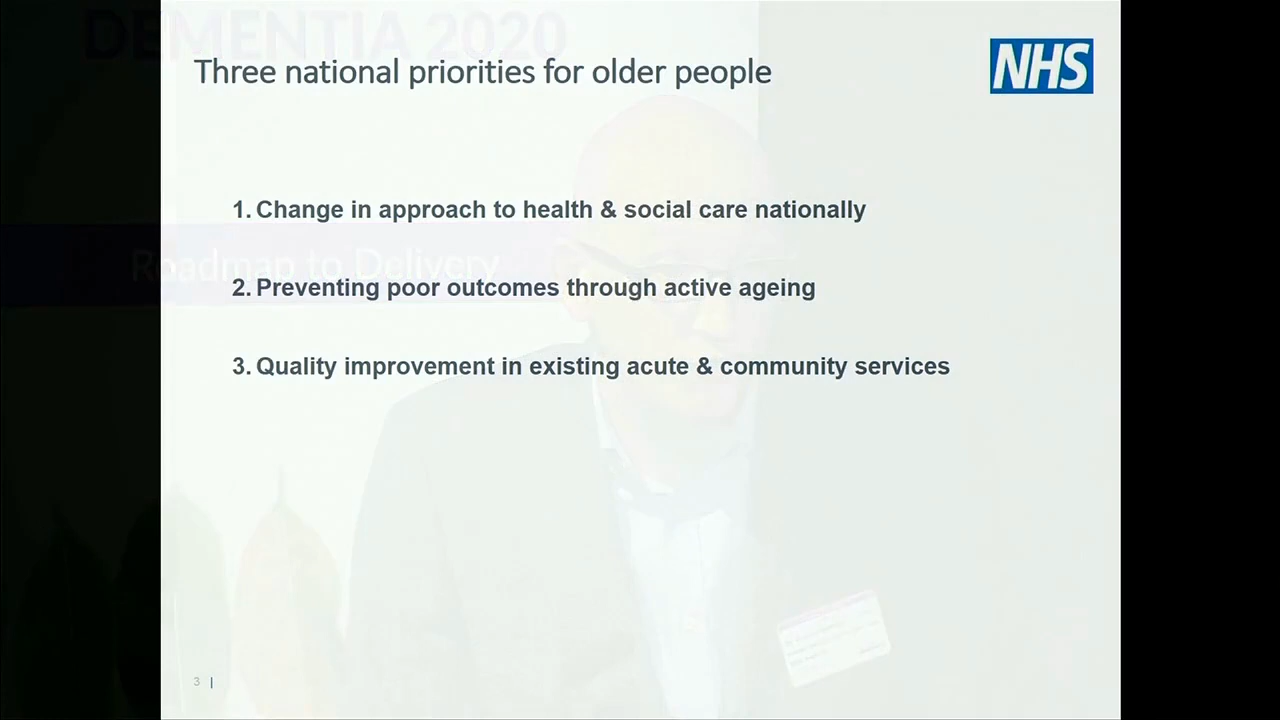 DEMENTIA 2020
Three national priorities for older people
NHS
1. Change in approach to health & social care nationally
Roadmap to Delivery
2. Preventing poor outcomes through active ageing
3. Quality improvement in existing acute & community services
3 |